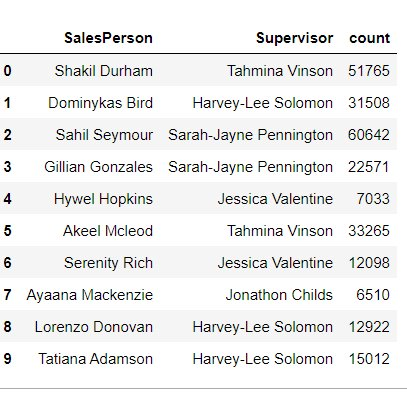 SalesPerson Supervisor count
0 Shakil Durham Tahmina Vinson 51765
1 Dominykas Bird Harvey-Lee Solomon 31508
2 Sahil Seymour Sarah-Jayne Pennington 60642
3 Gillian Gonzales Sarah-Jayne Pennington 22571
4 Hywel Hopkins Jessica Valentine 7033
5 Akeel Mcleod Tahmina Vinson 33265
6 Serenity Rich Jessica Valentine 12098
7 Ayaana Mackenzie Jonathon Childs 6510
8 Lorenzo Donovan Harvey-Lee Solomon 12922
9 Tatiana Adamson Harvey-Lee Solomon 15012